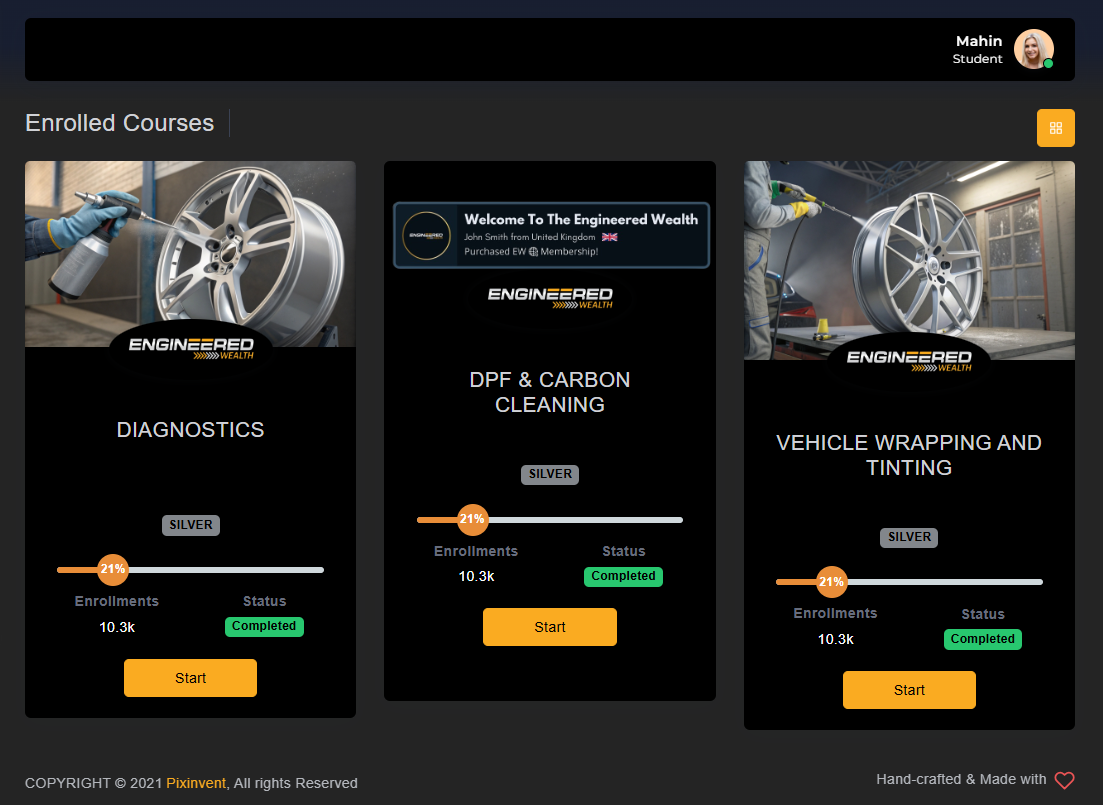 Mahin
Student
Enrolled Courses
ENGINEERED
WEALTH
DIAGNOSTICS
SILVER
21%
Enrollments
Status
10.3k
Completed
Start
Welcome To The Engineered Wealth
ENGINEERED
John Smith from United Kingdom 🇬🇧
Purchased EW 🌐 Membership!
ENGINEERED
WEALTH
DPF & CARBON
CLEANING
SILVER
21%
Enrollments
Status
10.3k
Completed
Start
ENGINEERED
WEALTH
VEHICLE WRAPPING AND
TINTING
SILVER
21%
Enrollments
Status
10.3k
Completed
Start
COPYRIGHT © 2021 Pixinvent, All rights Reserved
Hand-crafted & Made with